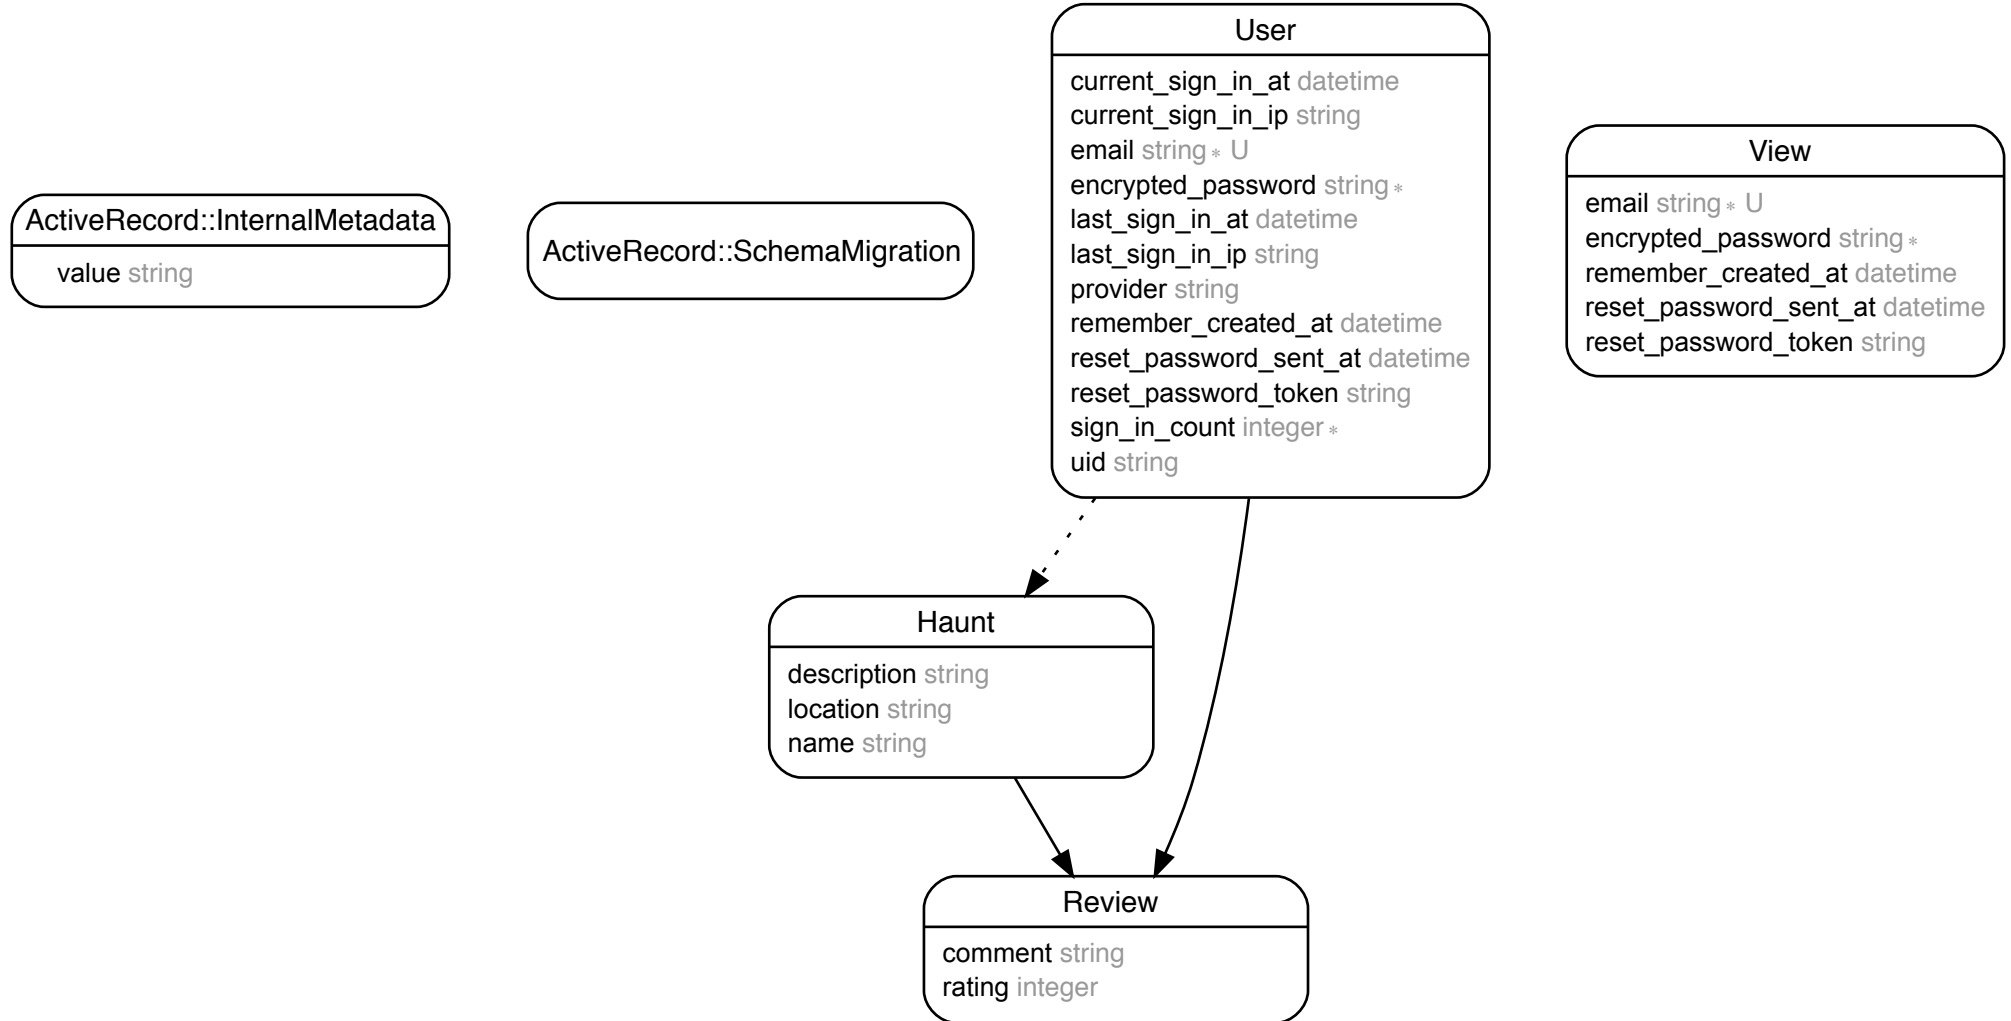 ActiveRecord::InternalMetadata
value string
ActiveRecord::SchemaMigration
User
current_sign_in_at datetime
current_sign_in_ip string
email string * U
encrypted_password string *
last_sign_in_at datetime
last_sign_in_ip string
provider string
remember_created_at datetime
reset_password_sent_at datetime
reset_password_token string
sign_in_count integer *
uid string
View
email string * U
encrypted_password string *
remember_created_at datetime
reset_password_sent_at datetime
reset_password_token string
Haunt
description string
location string
name string
Review
comment string
rating integer